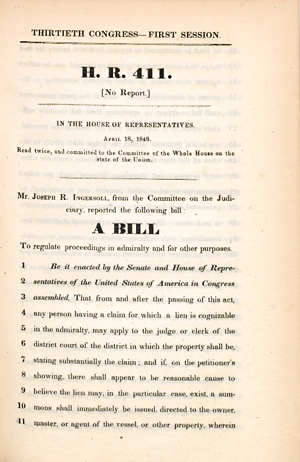 THIRTIETH CONGRESS—FIRST SESSION.
H. R. 411.
[No Report.]
IN THE HOUSE OF REPRESENTATIVES.
April 18, 1848.
Read twice, and committed to the Committee of the Whole House on the
state of the Union.
Mr. Joseph R. Ingersoll, from the Committee on the Judi-
ciary, reported the following bill:
A BILL
To regulate proceedings in admiralty and for other purposes.
1 Be it enacted by the Senate and House of Repre-
2 sentatives of the United States of America in Congress
3 assembled, That from and after the passing of this act,
4 any person having a claim for which a lien is cognizable
5 in the admiralty, may apply to the judge or clerk of the
6 district court of the district in which the property shall be,
7 stating substantially the claim; and if, on the petitioner's
8 showing, there shall appear to be reasonable cause to
9 believe the lien may, in the particular case, exist, a sum-
10 mons shall immediately be issued, directed to the owner,
11 master, or agent of the vessel, or other property, wherein